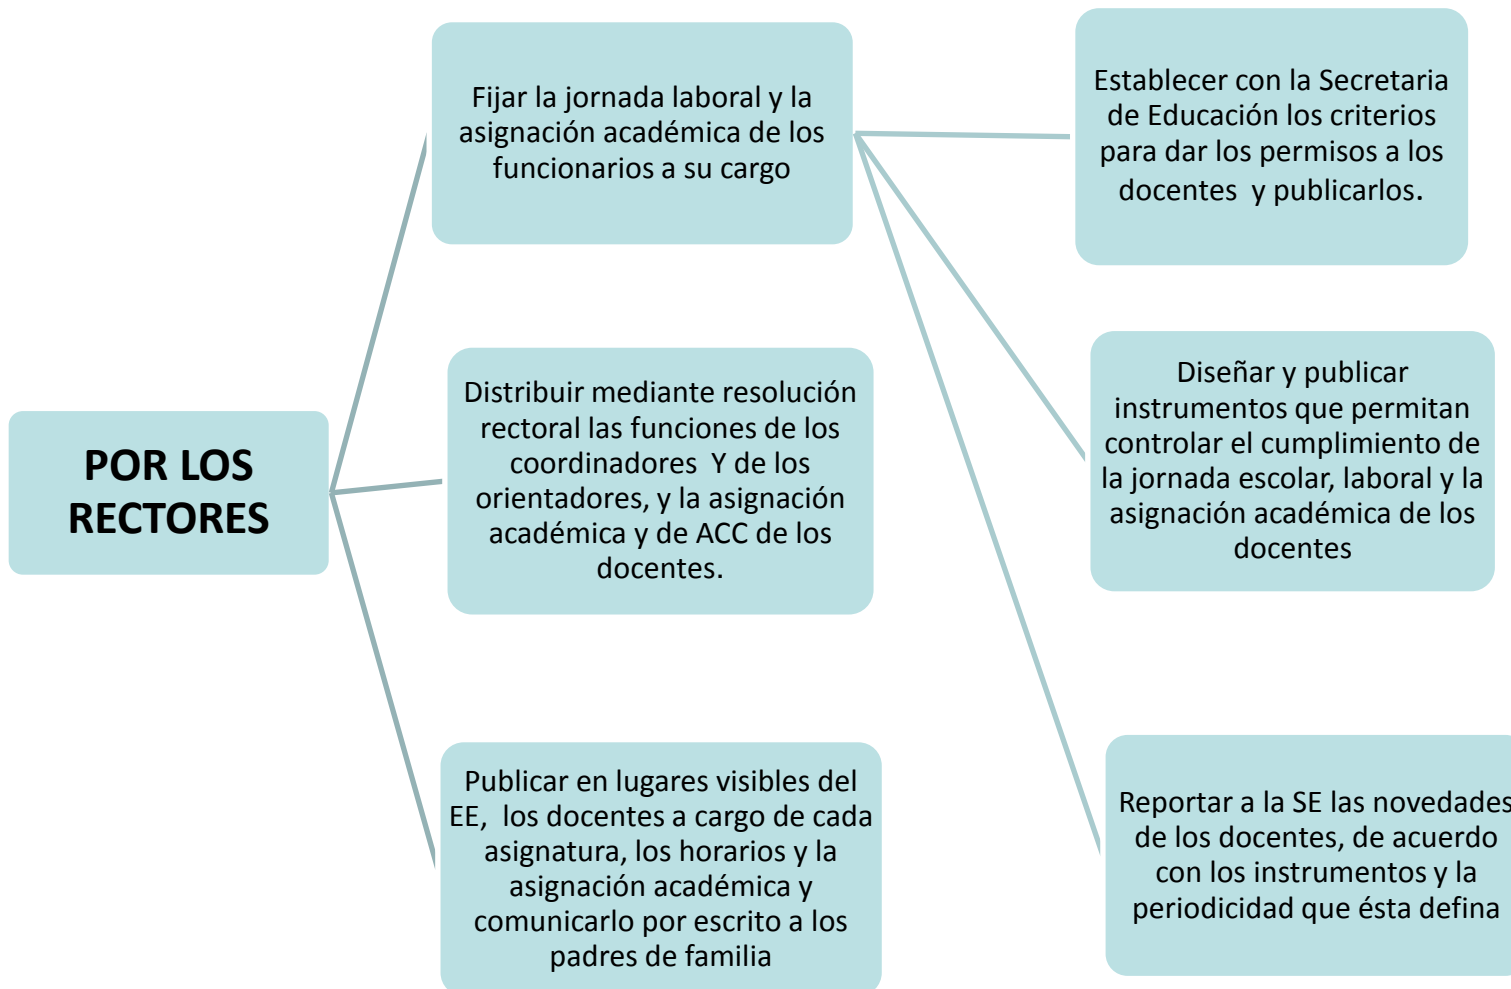 POR LOS
RECTORES
Fijar la jornada laboral y la
asignación académica de los
funcionarios a su cargo
Distribuir mediante resolución
rectoral las funciones de los
coordinadores  Y de los
orientadores, y la asignación
académica y de ACC de los
docentes.
Publicar en lugares visibles del
EE,  los docentes a cargo de cada
asignatura, los horarios y la
asignación académica y
comunicarlo por escrito a los
padres de familia
Establecer con la Secretaria
de Educación los criterios
para dar los permisos a los
docentes  y publicarlos.
Diseñar y publicar
instrumentos que permitan
controlar el cumplimiento de
la jornada escolar, laboral y la
asignación académica de los
docentes
Reportar a la SE las novedades
de los docentes, de acuerdo
con los instrumentos y la
periodicidad que ésta defina